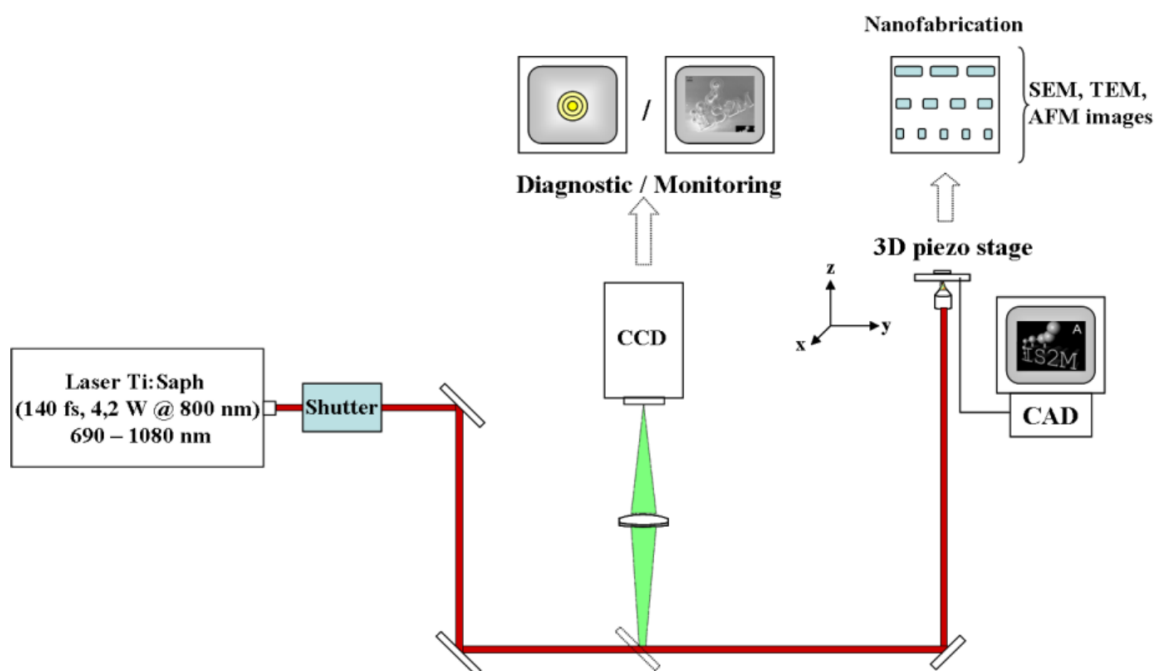 Nanofabrication
SEM, TEM,
AFM images
/
Diagnostic / Monitoring
3D piezo stage
z
y
x
CCD
A
iS2M
CAD
Laser Ti:Saph
(140 fs, 4,2 W @ 800 nm)
690 – 1080 nm
Shutter